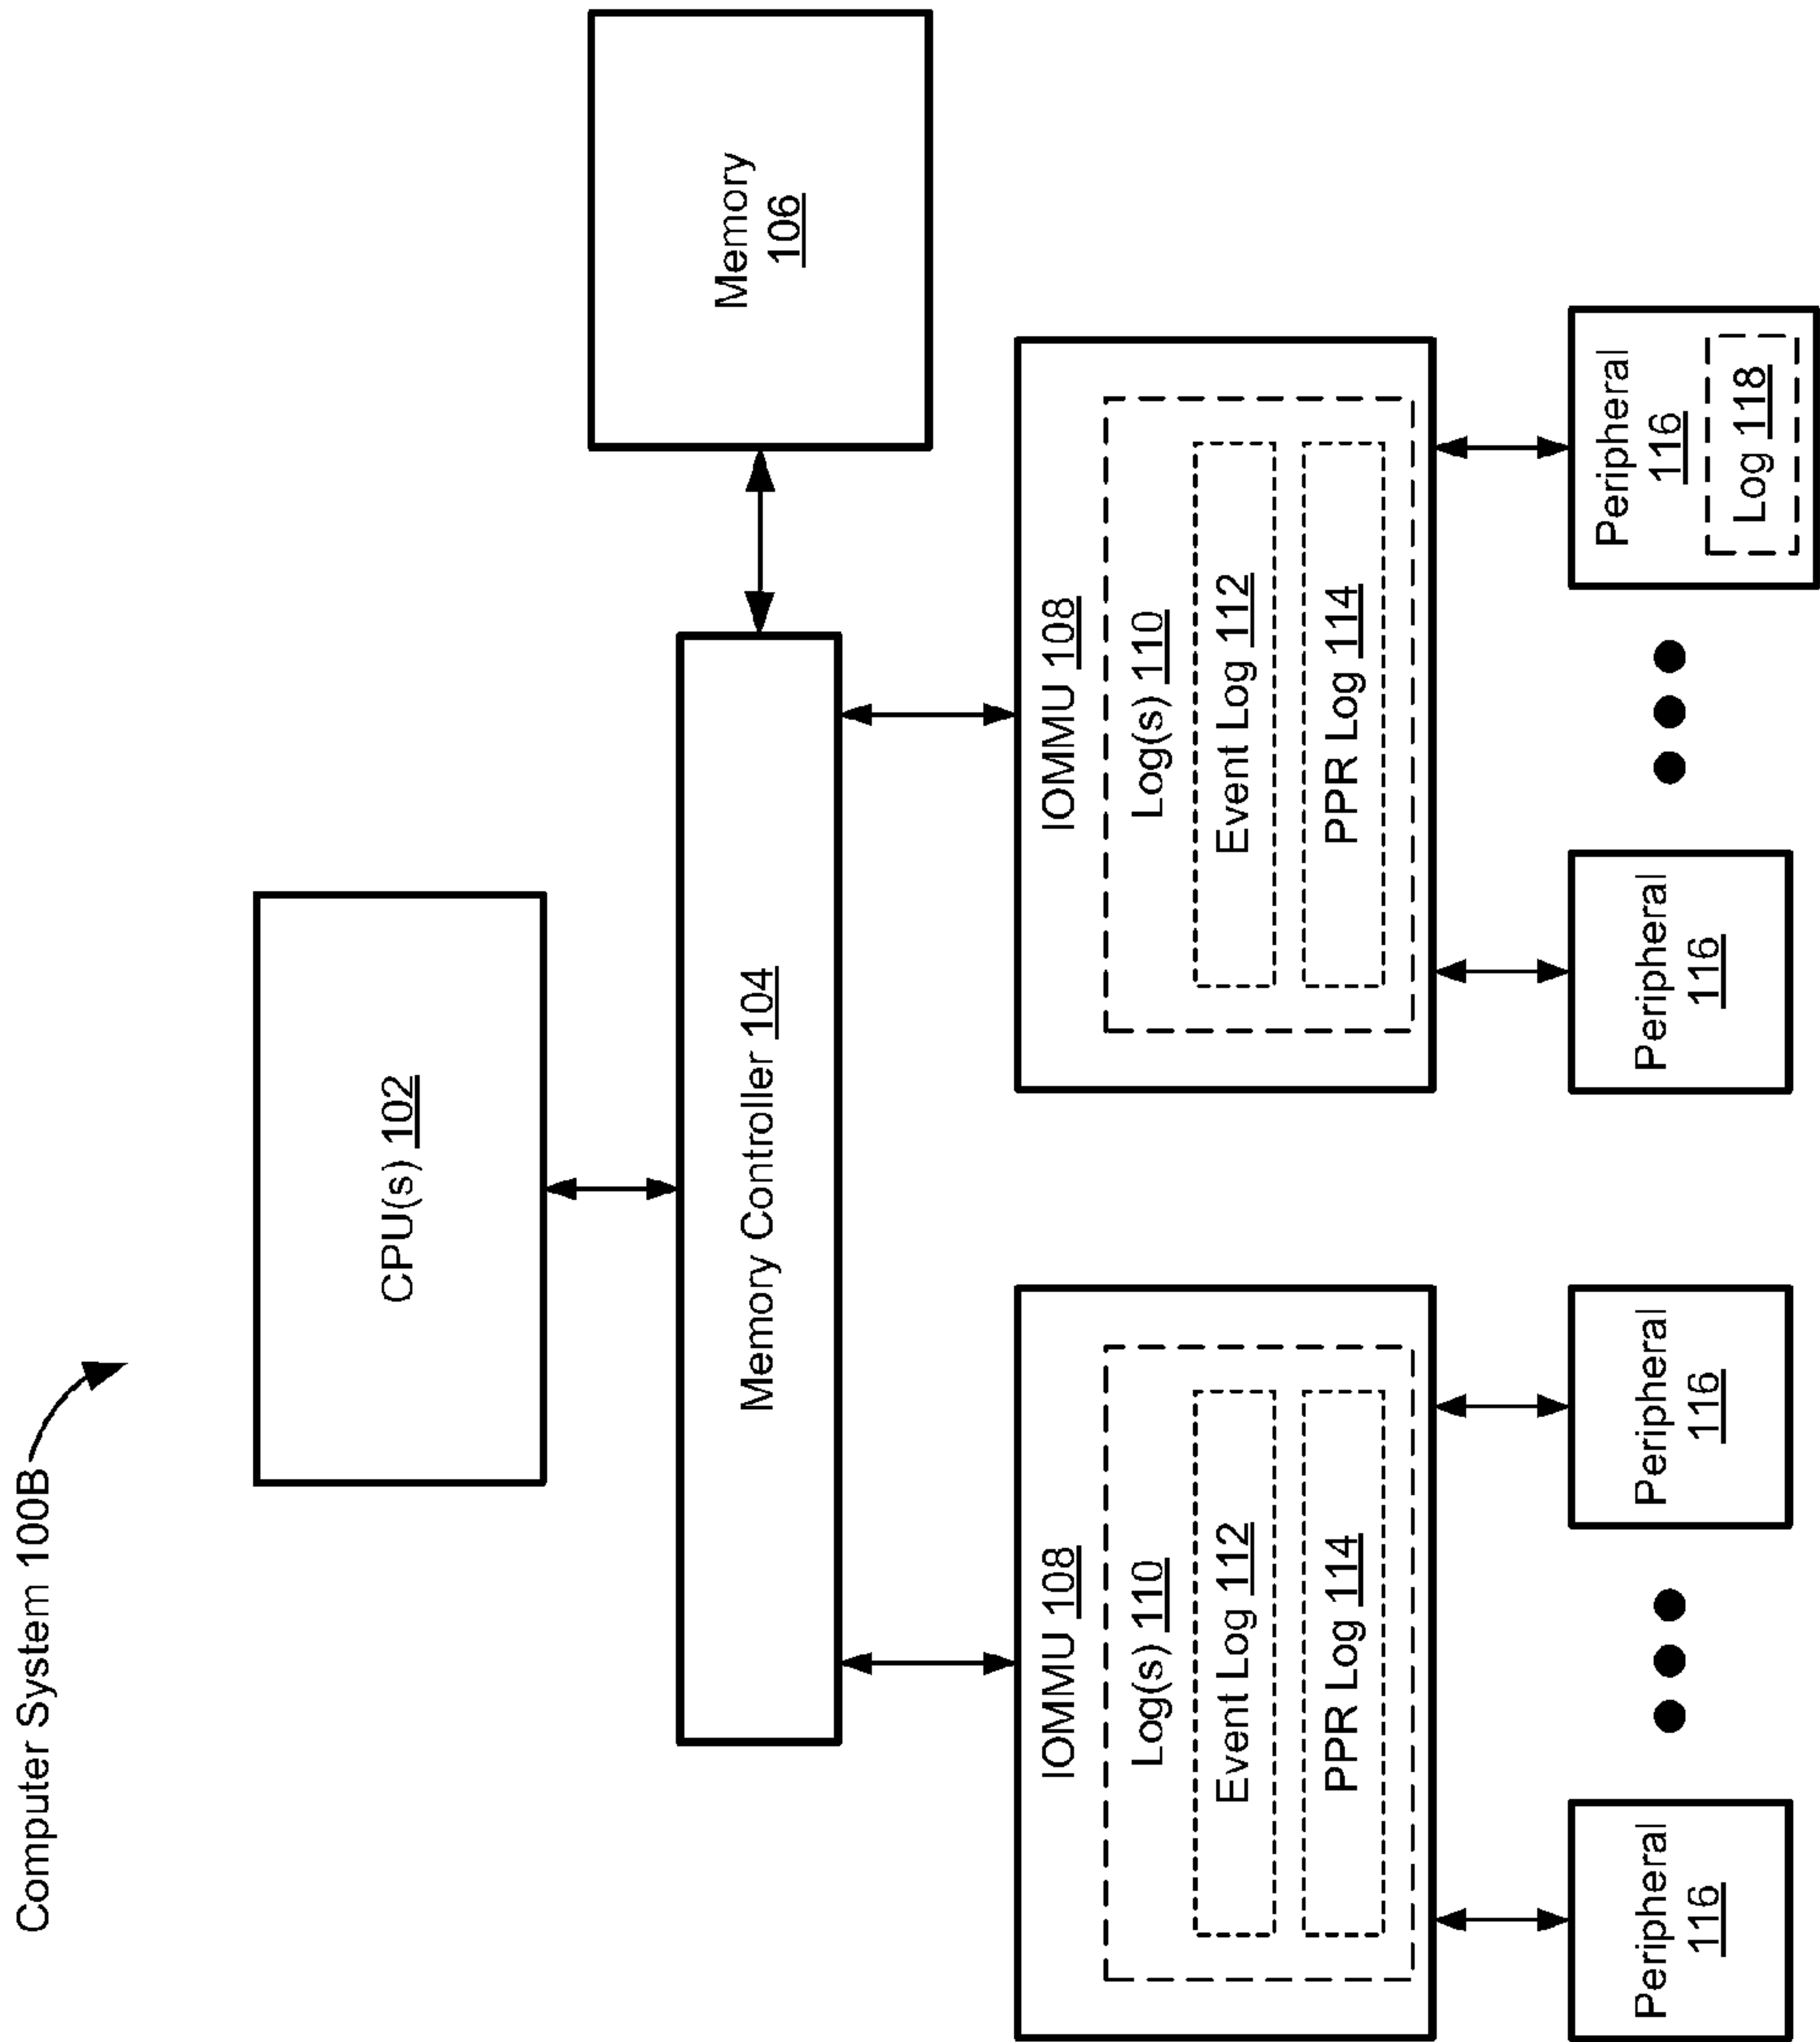 Computer System 100B
CPU(s) 102
Memory Controller 104
Memory
106
IOMMU 108
Log(s) 110
Event Log 112
PPR Log 114
IOMMU 108
Log(s) 110
Event Log 112
PPR Log 114
Peripheral
116
Peripheral
116
Peripheral
116
Peripheral
116
Log 118